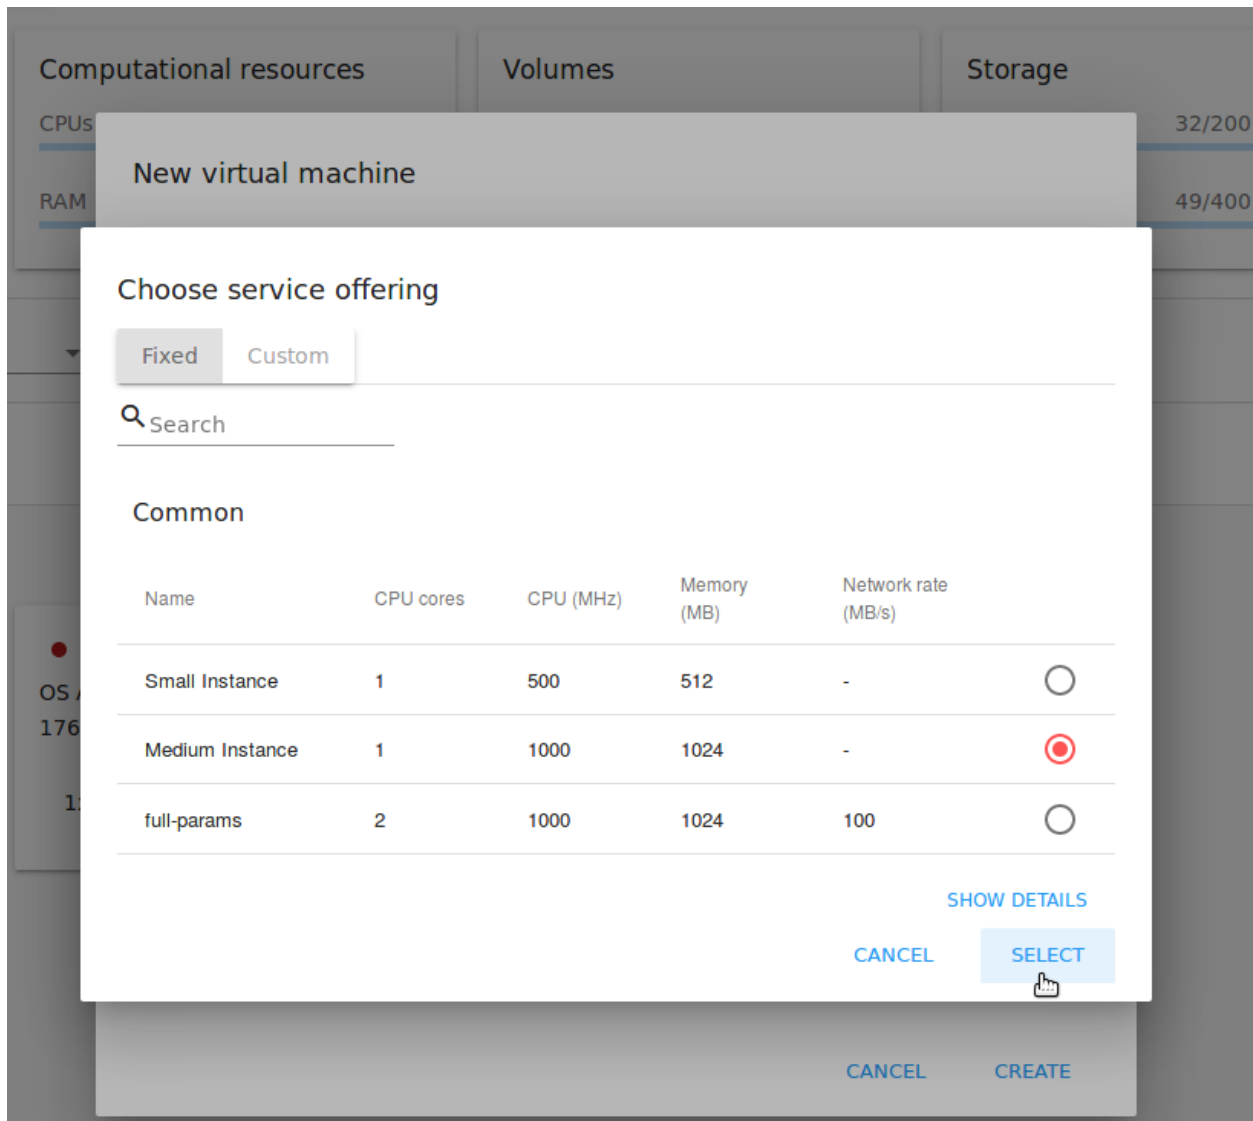 Computational resources
Volumes
Storage
CPUs
32/200
RAM
49/400
New virtual machine
Choose service offering
Fixed Custom
Search
Common
Name CPU cores CPU (MHz) Memory (MB) Network rate (MB/s)
Small Instance 1 500 512 -
Medium Instance 1 1000 1024 -
full-params 2 1000 1024 100
OS
176
SHOW DETAILS
CANCEL SELECT
CANCEL CREATE